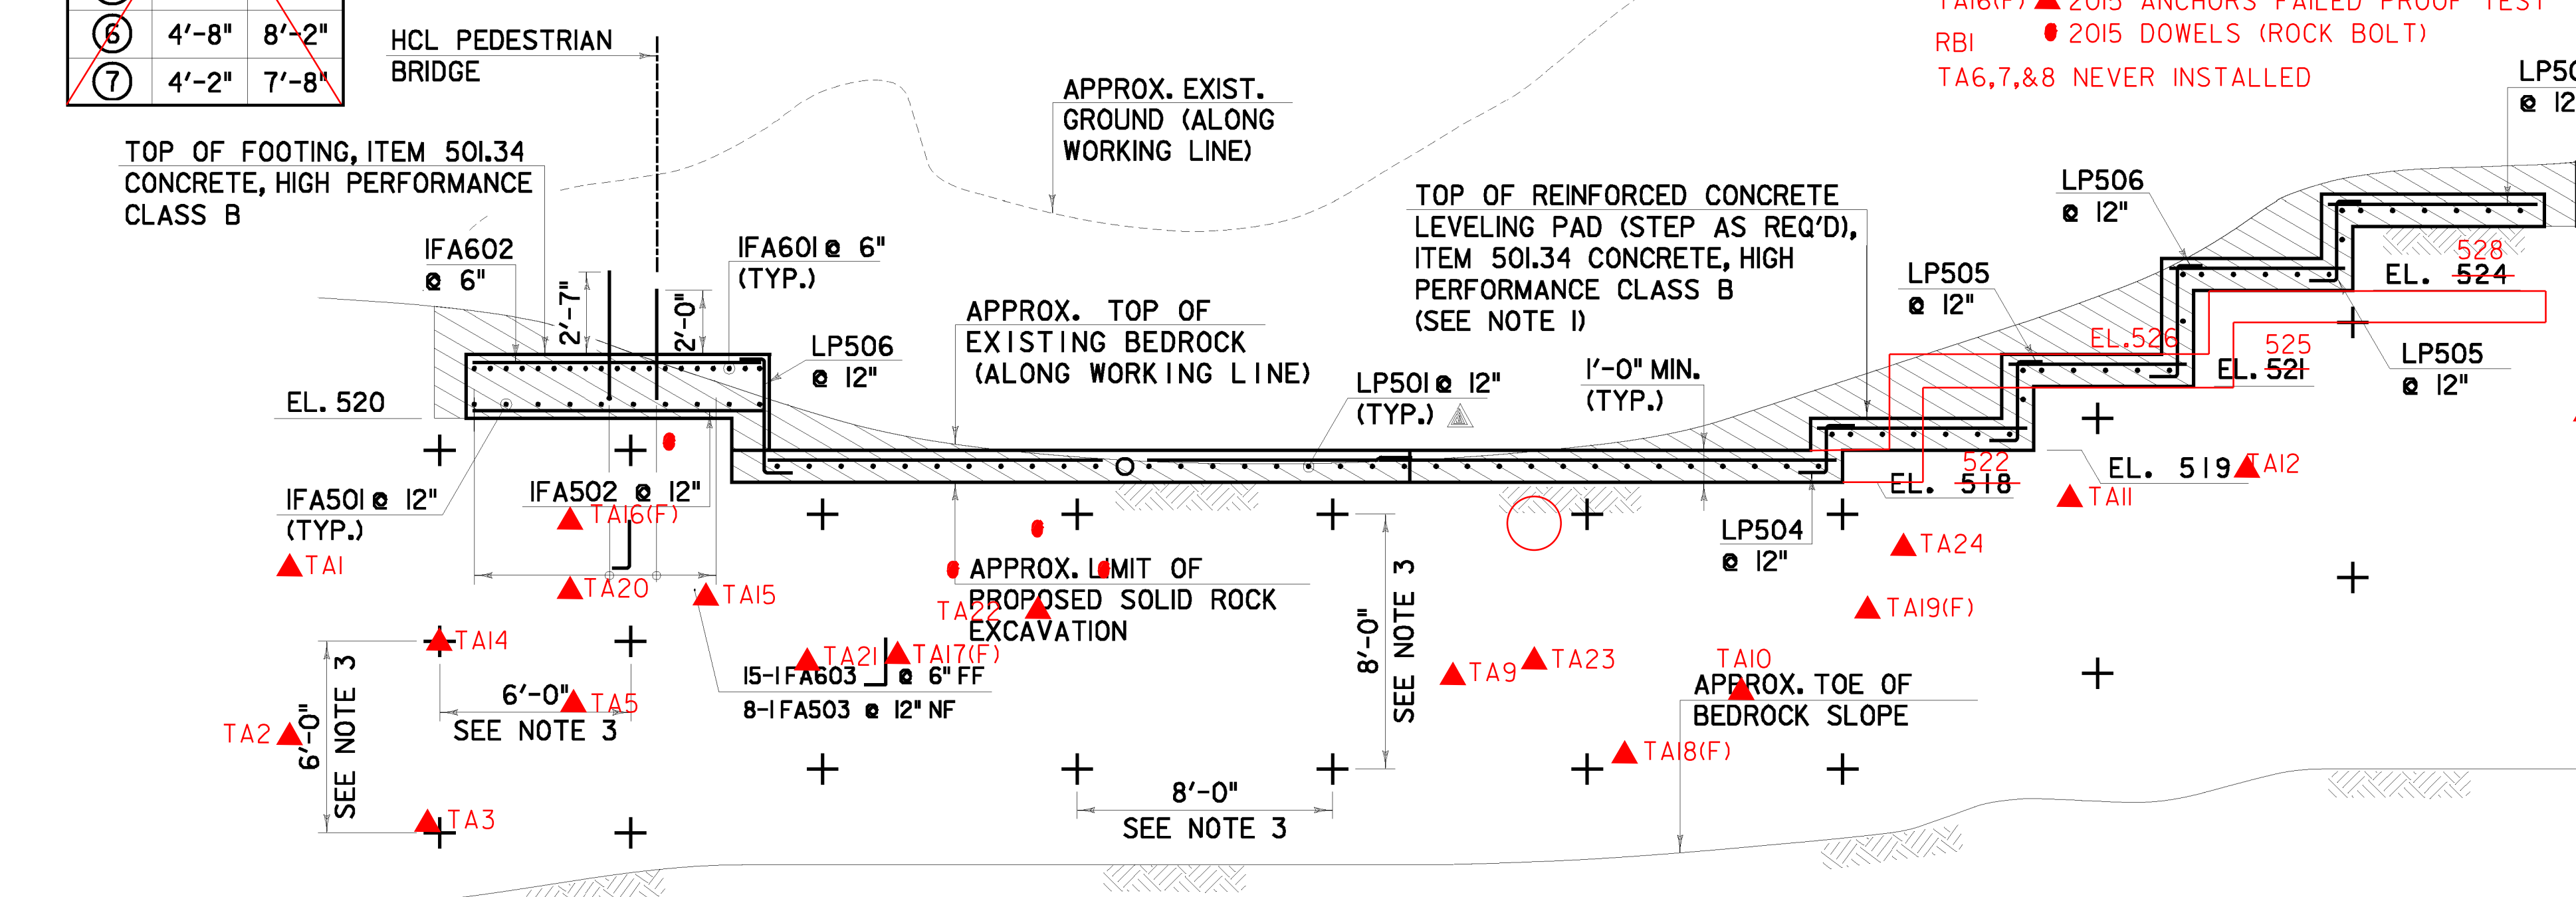 6 4'-8" 8'-2"
7 4'-2" 7'-8"
HCL PEDESTRIAN
BRIDGE
TOP OF FOOTING, ITEM 501.34
CONCRETE, HIGH PERFORMANCE
CLASS B
APPROX. EXIST.
GROUND (ALONG
WORKING LINE)
TA16(F) 2015 ANCHORS FAILED PROOF TEST
RB1 2015 DOWELS (ROCK BOLT)
TA6,7,&8 NEVER INSTALLED
TOP OF REINFORCED CONCRETE
LEVELING PAD (STEP AS REQ'D),
ITEM 501.34 CONCRETE, HIGH
PERFORMANCE CLASS B
(SEE NOTE 1)
LP506
@ 12"
@ 12
1FA602
@ 6"
2'-7"
2'-0"
1FA601 @ 6"
(TYP.)
LP506
@ 12"
APPROX. TOP OF
EXISTING BEDROCK
(ALONG WORKING LINE)
LP501 @ 12"
(TYP.)
1'-0" MIN.
(TYP.)
LP505
@ 12"
528
EL. 524
EL.526
525
EL. 521
LP505
@ 12"
EL. 520
1FA501 @ 12"
(TYP.)
1FA502 @ 12"
522
EL. 518
EL. 519
TA12
TA11
LP504
@ 12"
TA24
TA16(F)
TA1
TA20
TA15
TA22
APPROX. LIMIT OF
PROPOSED SOLID ROCK
EXCAVATION
8'-0"
SEE NOTE 3
TA19(F)
TA14
TA21
TA17(F)
15-1FA603 @ 6" FF
8-1FA503 @ 12" NF
TA9
TA23
TA10
APPROX. TOE OF
BEDROCK SLOPE
6'-0"
SEE NOTE 3
TA5
TA2
6'-0"
SEE NOTE 3
TA18(F)
TA3
8'-0"
SEE NOTE 3